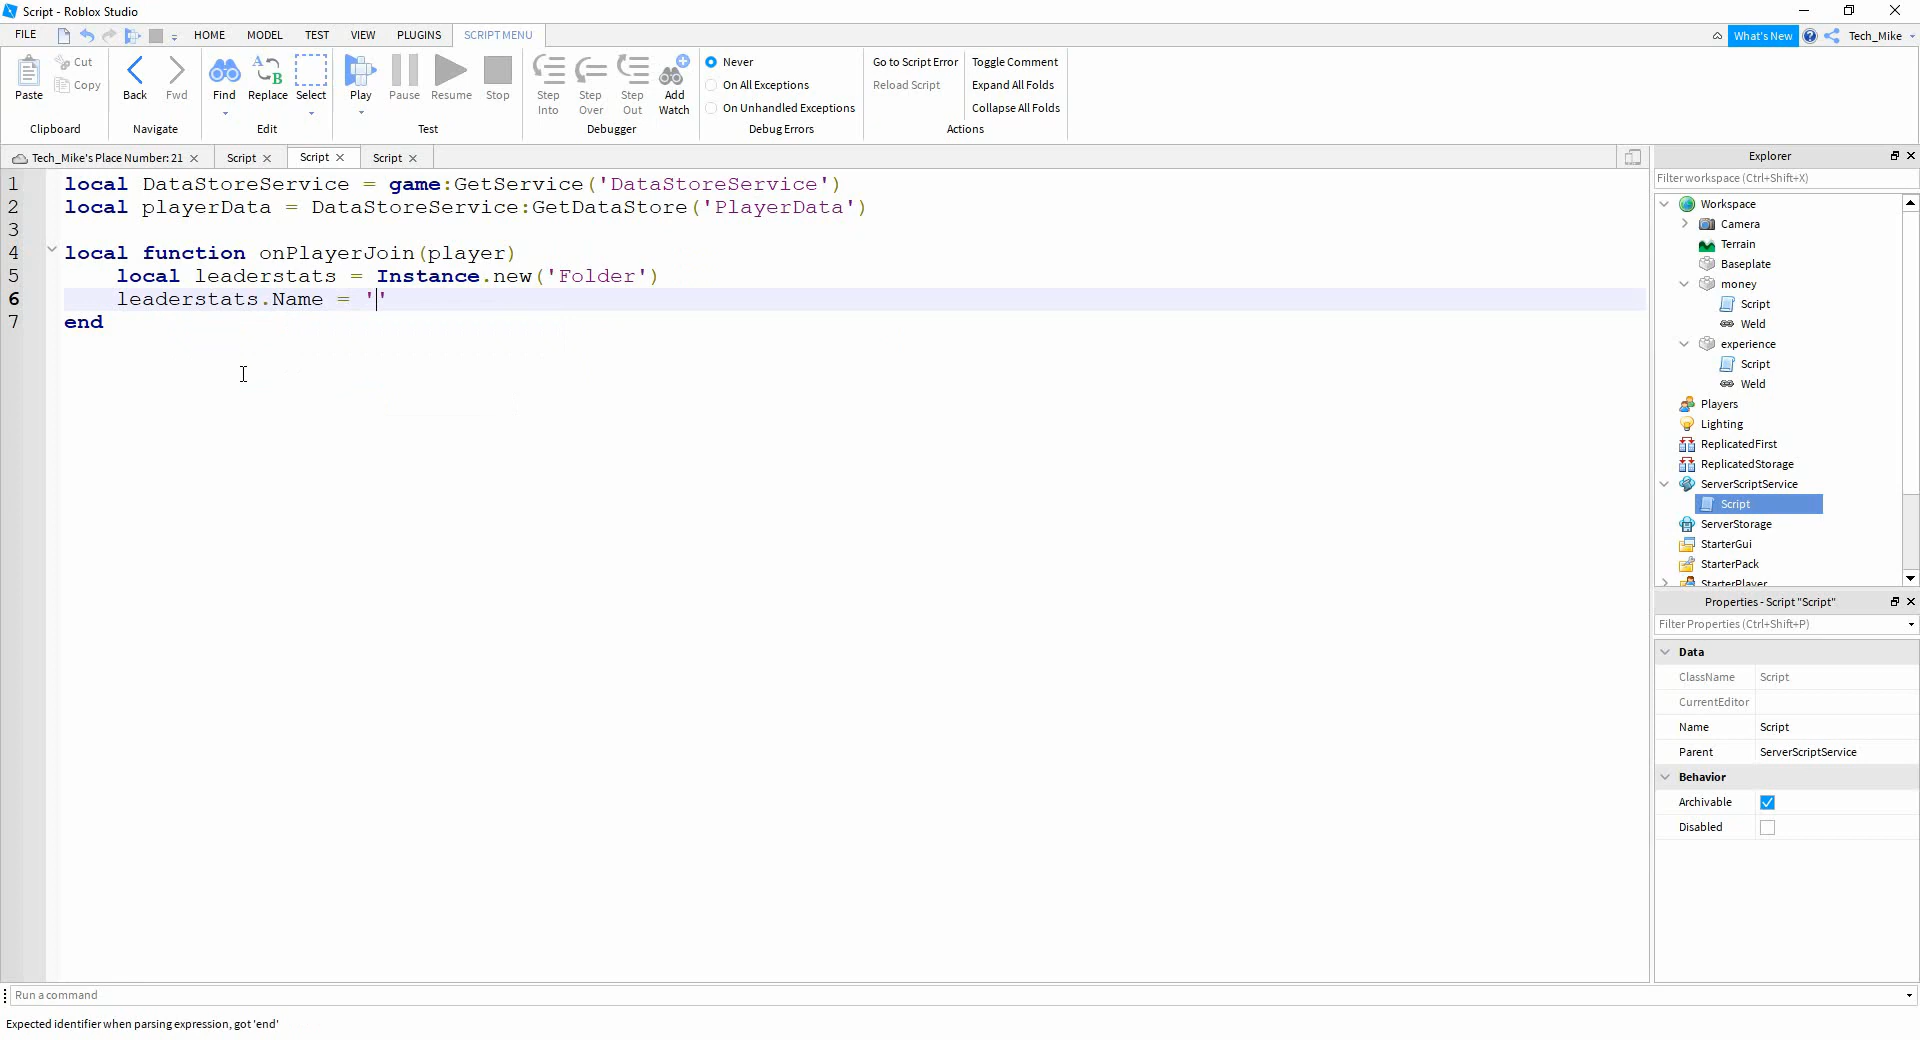 Script - Roblox Studio
FILE HOME MODEL TEST VIEW PLUGINS SCRIPT MENU What's New Tech_Mike
Paste Cut Copy Back Fwd Find Replace Select Play Pause Resume Stop Step Into Step Over Step Out Add Watch Never On All Exceptions On Unhandled Exceptions Go to Script Error Reload Script Toggle Comment Expand All Folds Collapse All Folds
Clipboard Navigate Edit Test Debugger Debug Errors Actions
Tech_Mike's Place Number: 21 Script Script Script
1 local DataStoreService = game:GetService('DataStoreService')
2 local playerData = DataStoreService:GetDataStore('PlayerData')
3
4 local function onPlayerJoin(player)
5 local leaderstats = Instance.new('Folder')
6 leaderstats.Name = ''
7 end
Explorer
Filter workspace (Ctrl+Shift+X)
Workspace
Camera
Terrain
Baseplate
money
Script
Weld
experience
Script
Weld
Players
Lighting
ReplicatedFirst
ReplicatedStorage
ServerScriptService
Script
ServerStorage
StarterGui
StarterPack
StarterPlayer
Properties - Script "Script"
Filter Properties (Ctrl+Shift+P)
Data
ClassName Script
CurrentEditor
Name Script
Parent ServerScriptService
Behavior
Archivable
Disabled
Run a command
Expected identifier when parsing expression, got 'end'